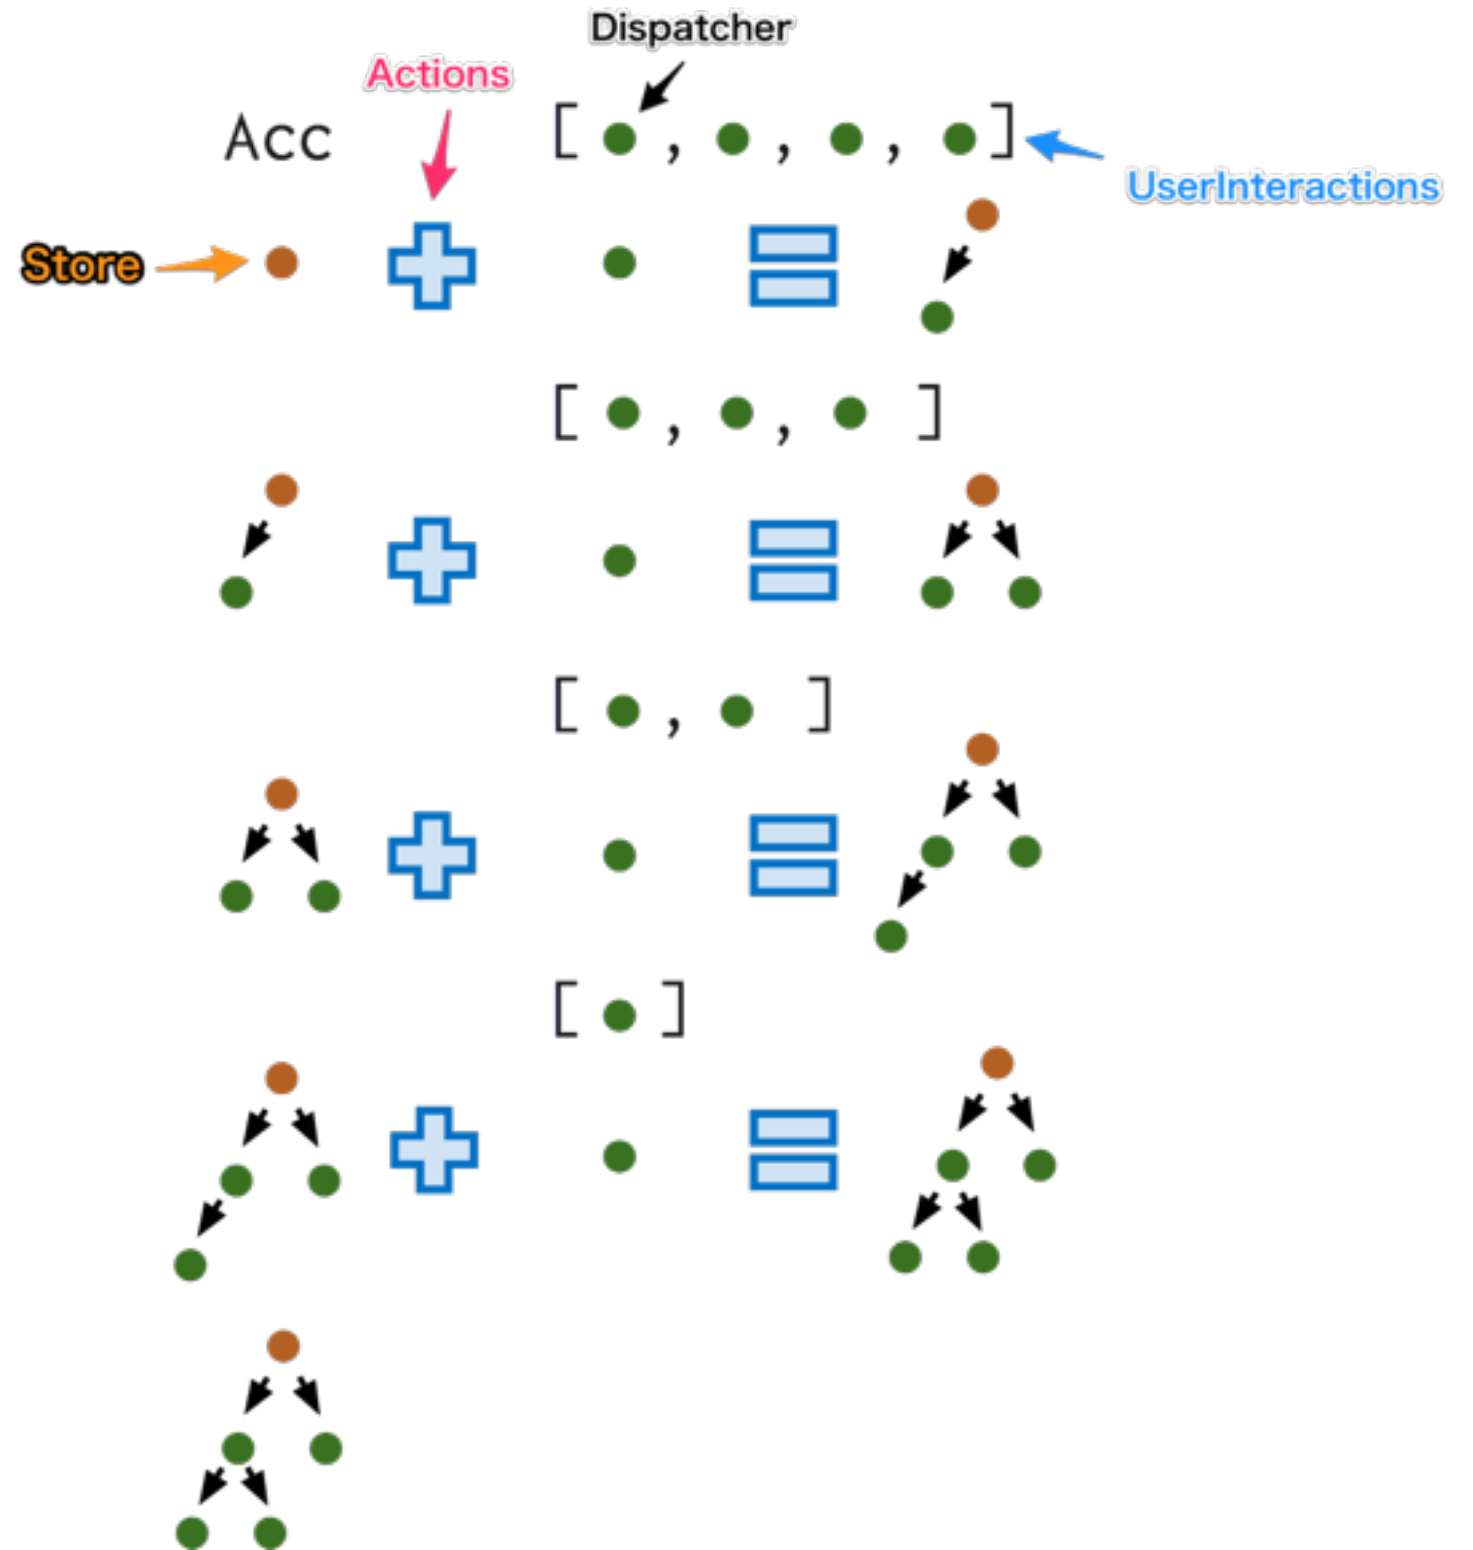 Dispatcher
Actions
Acc
[ , , , ]
UserInteractions
Store
[ , , ]
[ , ]
[ ]